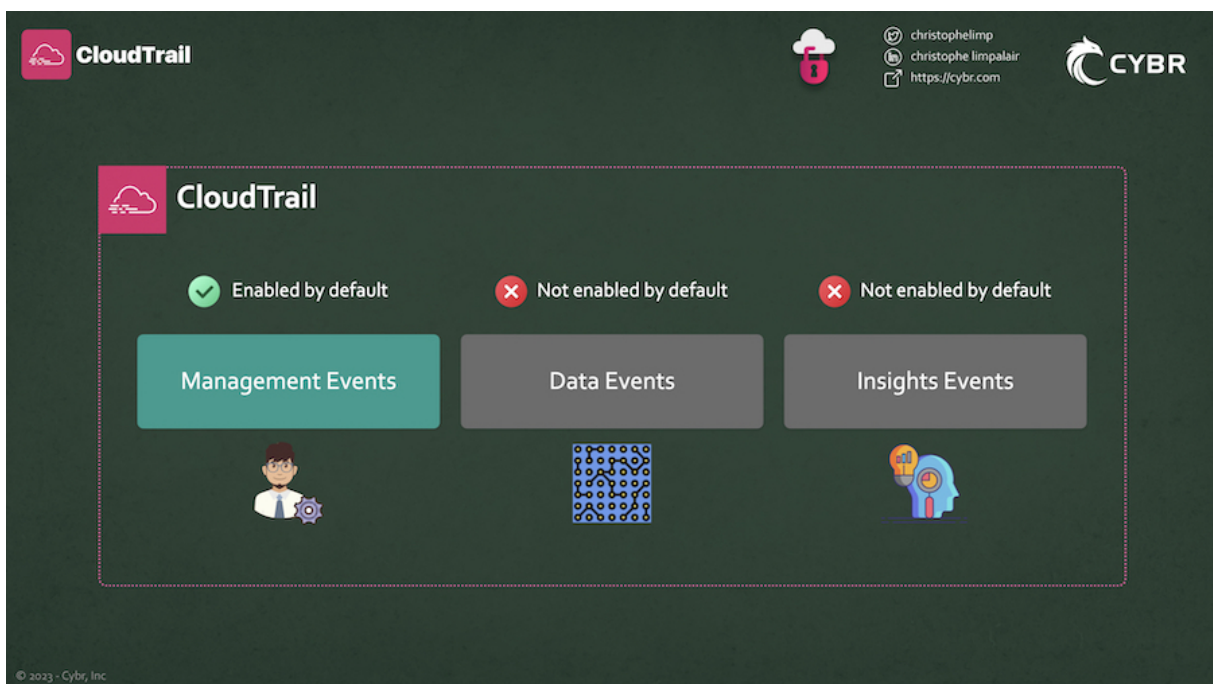 CloudTrail
christophelimp
christophe limpalair
https://cybr.com
CYBR
CloudTrail
Enabled by default
Not enabled by default
Not enabled by default
Management Events
Data Events
Insights Events
© 2023 - Cybr, Inc